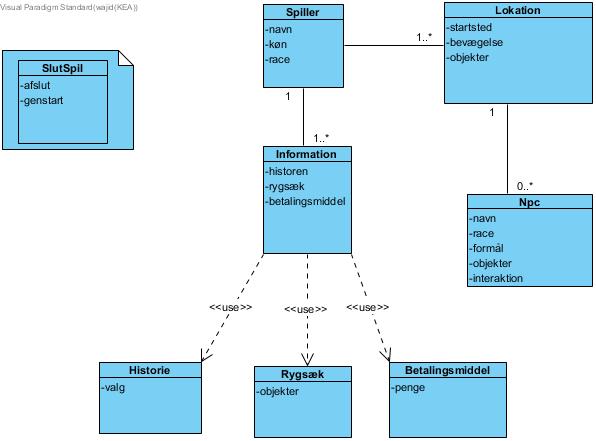 Visual Paradigm Standard(wajid(KEA))
Spiller
-navn
-køn
-race
1..*
Lokation
-startsted
-bevægelse
-objekter
SlutSpil
-afslut
-genstart
1
1..*
1
0..*
Information
-historen
-rygsæk
-betalingsmiddel
Npc
-navn
-race
-formål
-objekter
-interaktion
<<use>>
<<use>>
<<use>>
Historie
-valg
Rygsæk
-objekter
Betalingsmiddel
-penge